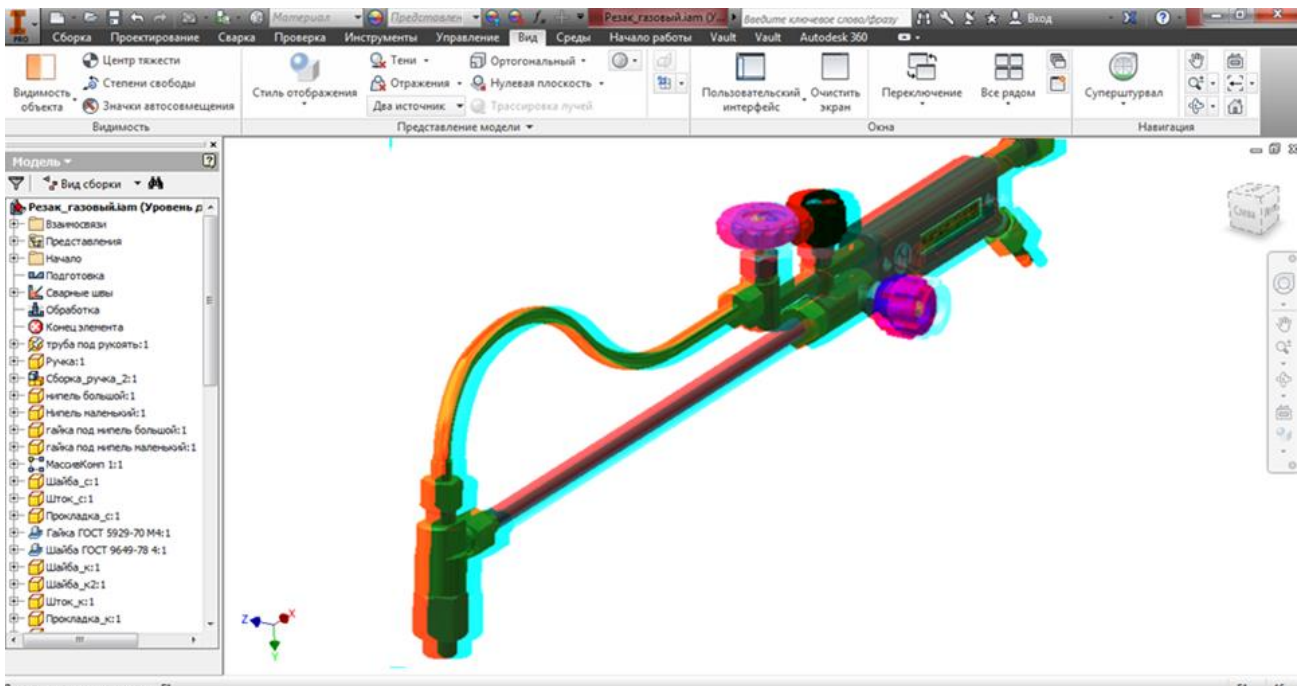 Материал
Представлен
Резак_газовый.iam (У...
Введите ключевое слово/фразу
Вход
PRO
Сборка Проектирование Сварка Проверка Инструменты Управление Вид Среды Начало работы Vault Vault Autodesk 360
Видимость объекта
Центр тяжести
Степени свободы
Значки автосовмещения
Видимость
Стиль отображения
Тени
Отражения
Два источник
Ортогональный
Нулевая плоскость
Трассировка лучей
Представление модели
Пользовательский интерфейс
Очистить экран
Переключение
Все рядом
Окна
Суперштурвал
Навигация
Модель
Вид сборки
Резак_газовый.iam (Уровень д
Взаимосвязи
Представления
Начало
Подготовка
Сварные швы
Обработка
Конец элемента
труба под рукоять:1
Ручка:1
Сборка_ручка_2:1
нипель большой:1
Нипель маленький:1
гайка под нипель большой:1
гайка под нипель маленький:1
МассивКомп 1:1
Шайба_с:1
Шток_с:1
Прокладка_с:1
Гайка ГОСТ 5929-70 М4:1
Шайба ГОСТ 9649-78 4:1
Шайба_к:1
Шайба_к2:1
Шток_к:1
Прокладка_к:1
Z X
Y
Слева